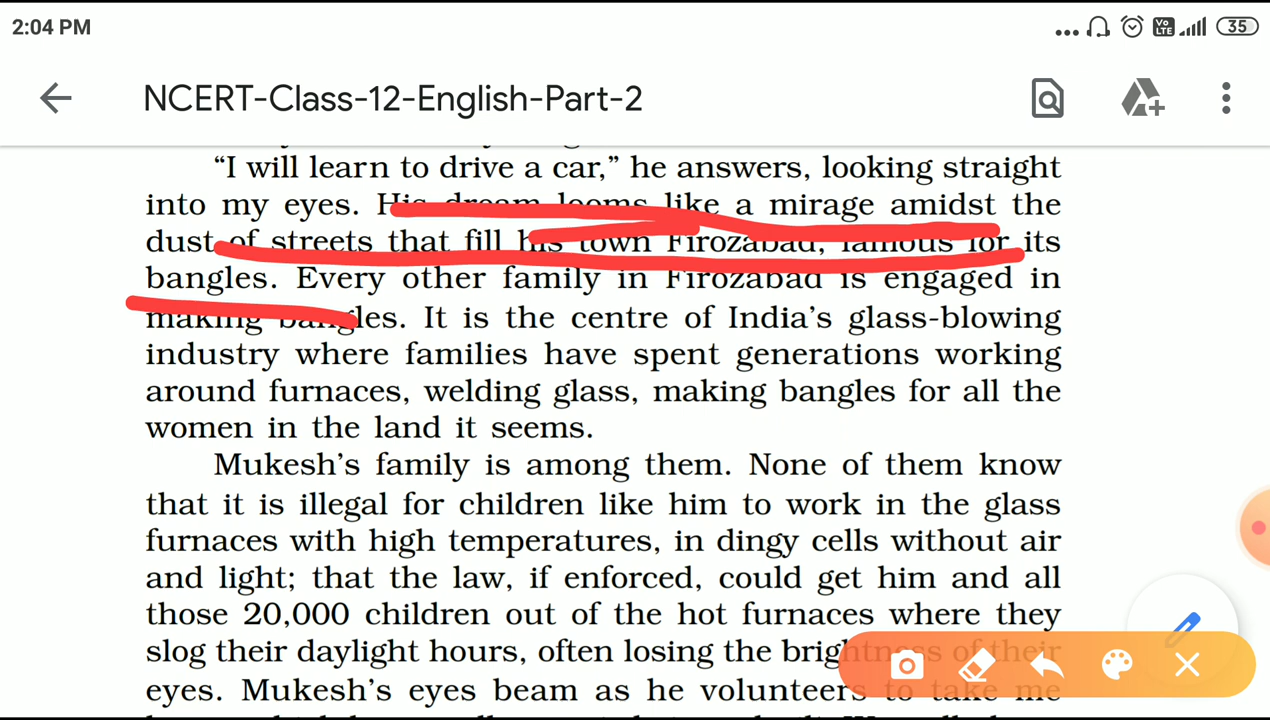 2:04 PM
Vo LTE
35
NCERT-Class-12-English-Part-2
“I will learn to drive a car,” he answers, looking straight
into my eyes. His dream looms like a mirage amidst the
dust of streets that fill his town Firozabad, famous for its
bangles. Every other family in Firozabad is engaged in
making bangles. It is the centre of India’s glass-blowing
industry where families have spent generations working
around furnaces, welding glass, making bangles for all the
women in the land it seems.
Mukesh’s family is among them. None of them know
that it is illegal for children like him to work in the glass
furnaces with high temperatures, in dingy cells without air
and light; that the law, if enforced, could get him and all
those 20,000 children out of the hot furnaces where they
slog their daylight hours, often losing the brightness of their
eyes. Mukesh’s eyes beam as he volunteers to take me